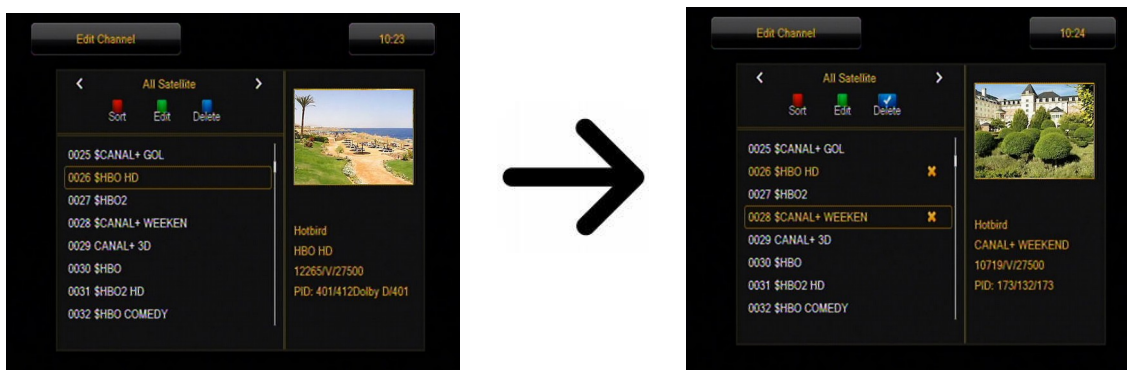 Edit Channel
10:23
All Satellite
Sort Edit Delete
0025 $CANAL+ GOL
0026 $HBO HD
0027 $HBO2
0028 $CANAL+ WEEKEN
0029 CANAL+ 3D
0030 $HBO
0031 $HBO2 HD
0032 $HBO COMEDY
Hotbird
HBO HD
12265/V/27500
PID: 401/412Dolby D/401
Edit Channel
10:24
All Satellite
Sort Edit Delete
0025 $CANAL+ GOL
0026 $HBO HD
0027 $HBO2
0028 $CANAL+ WEEKEN
0029 CANAL+ 3D
0030 $HBO
0031 $HBO2 HD
0032 $HBO COMEDY
Hotbird
CANAL+ WEEKEND
10719/V/27500
PID: 173/132/173